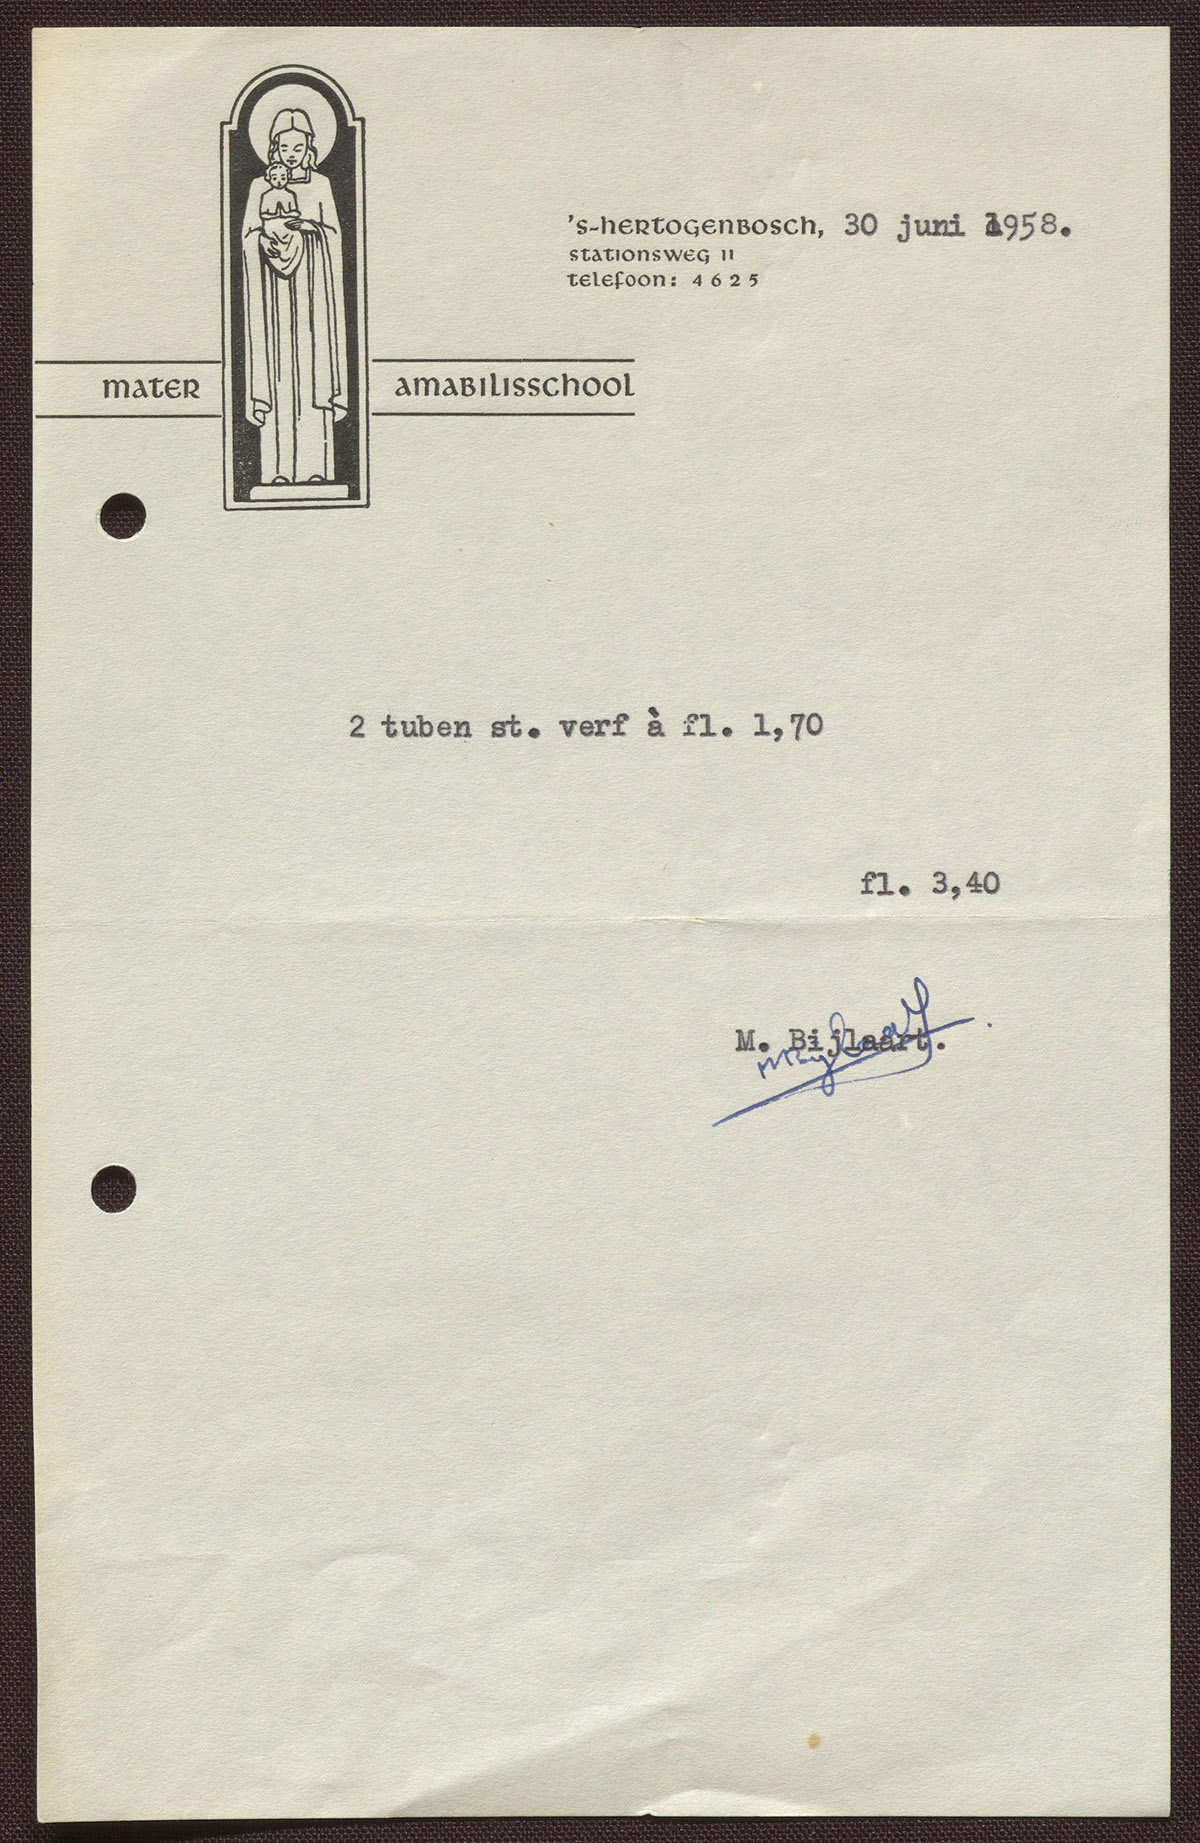 's-hertogenbosch, 30 juni 1958.
stationsweg 11
telefoon: 4625
mater amabilisschool
2 tuben st. verf à fl. 1,70
fl. 3,40
M. Bijlaart.
MBijlaart.